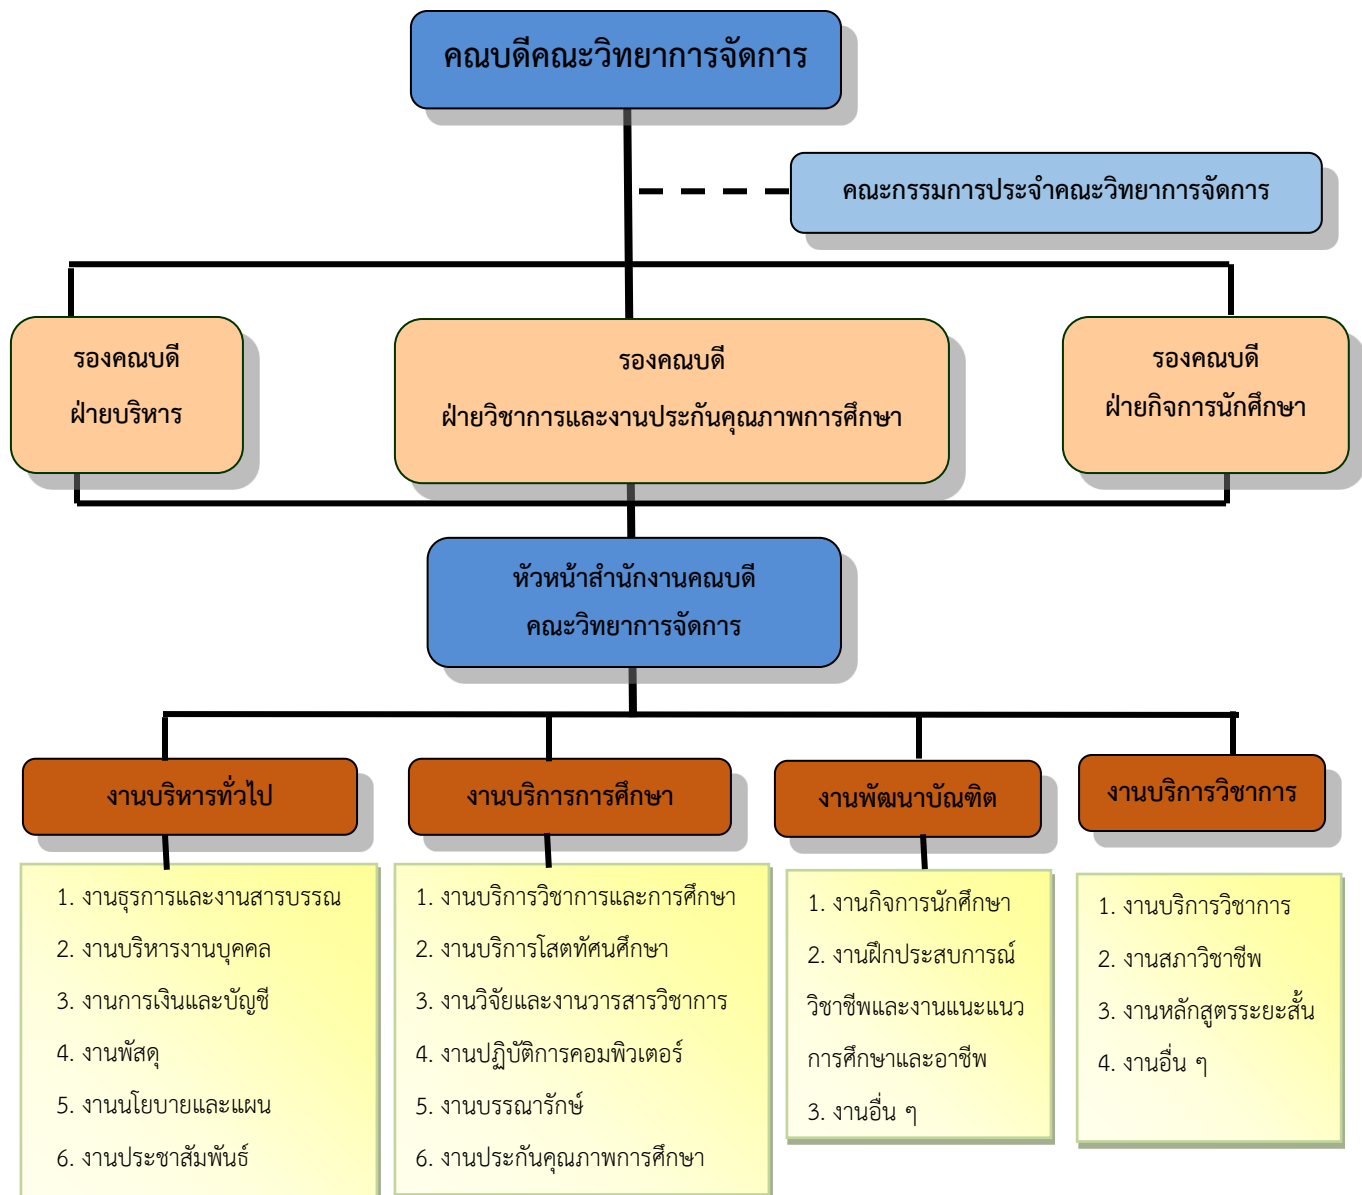 คณบดีคณะวิทยาการจัดการ
คณะกรรมการประจำคณะวิทยาการจัดการ
รองคณบดี
ฝ่ายบริหาร
รองคณบดี
ฝ่ายวิชาการและงานประกันคุณภาพการศึกษา
รองคณบดี
ฝ่ายกิจการนักศึกษา
หัวหน้าสำนักงานคณบดี
คณะวิทยาการจัดการ
งานบริหารทั่วไป
งานบริการการศึกษา
งานพัฒนาบัณฑิต
งานบริการวิชาการ
1. งานธุรการและงานสารบรรณ
2. งานบริหารงานบุคคล
3. งานการเงินและบัญชี
4. งานพัสดุ
5. งานนโยบายและแผน
6. งานประชาสัมพันธ์
1. งานบริการวิชาการและการศึกษา
2. งานบริการโสตทัศนศึกษา
3. งานวิจัยและงานวารสารวิชาการ
4. งานปฏิบัติการคอมพิวเตอร์
5. งานบรรณารักษ์
6. งานประกันคุณภาพการศึกษา
1. งานกิจการนักศึกษา
2. งานฝึกประสบการณ์
วิชาชีพและงานแนะแนว
การศึกษาและอาชีพ
3. งานอื่น ๆ
1. งานบริการวิชาการ
2. งานสภาวิชาชีพ
3. งานหลักสูตรระยะสั้น
4. งานอื่น ๆ